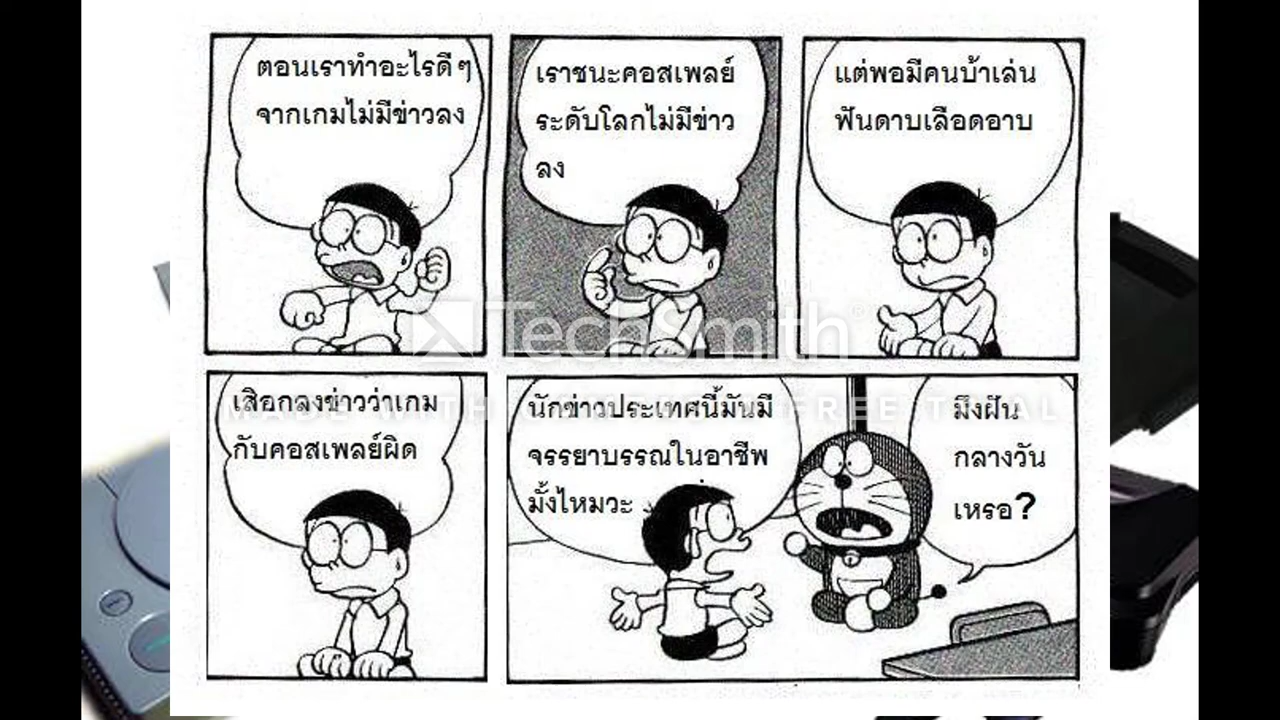 ตอนเราทำอะไรดีๆ
จากเกมไม่มีข่าวลง
เราชนะคอสเพลย์
ระดับโลกไม่มีข่าว
ลง
แต่พอมีคนบ้าเล่น
ฟันดาบเลือดอาบ
เสือกลงข่าวว่าเกม
กับคอสเพลย์ผิด
นักข่าวประเทศนี้มันมี
จรรยาบรรณในอาชีพ
มั้งไหมวะ
มึงฝัน
กลางวัน
เหรอ?
TechSmith®
MADE WITH CAMTASIA FREE TRIAL